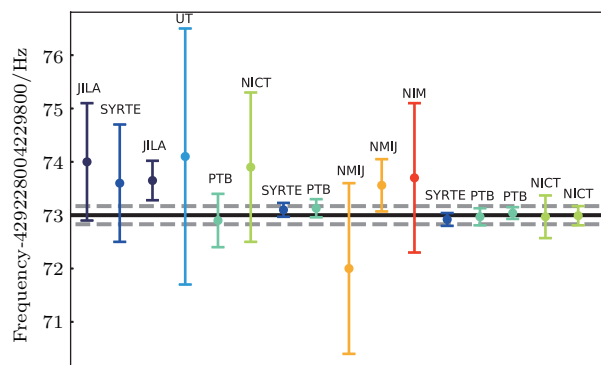 Frequency-429228004229800/Hz
76
75
74
73
72
71
JILA
SYRTE
JILA
UT
PTB
NICT
SYRTE
PTB
NMIJ
NMIJ
NIM
SYRTE
PTB
PTB
NICT
NICT